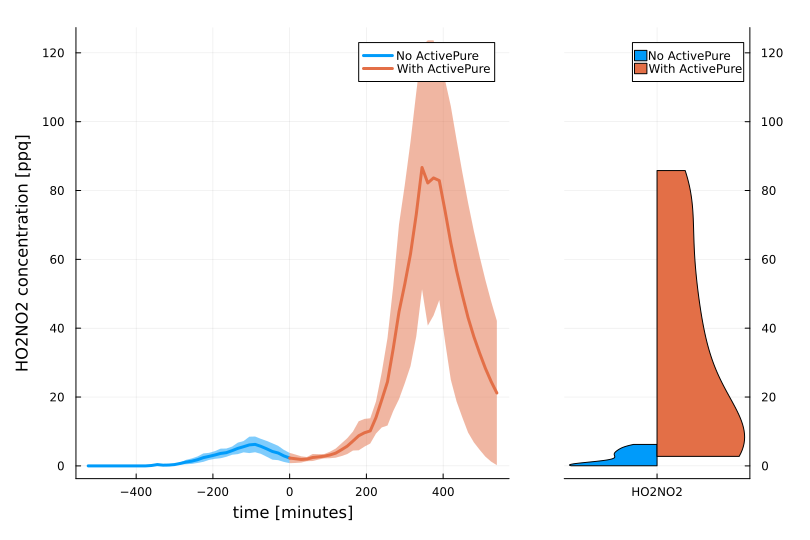 HO2NO2 concentration [ppq]
120
100
80
60
40
20
0
−400 −200 0 200 400
time [minutes]
No ActivePure
With ActivePure
No ActivePure
With ActivePure
120
100
80
60
40
20
0
HO2NO2